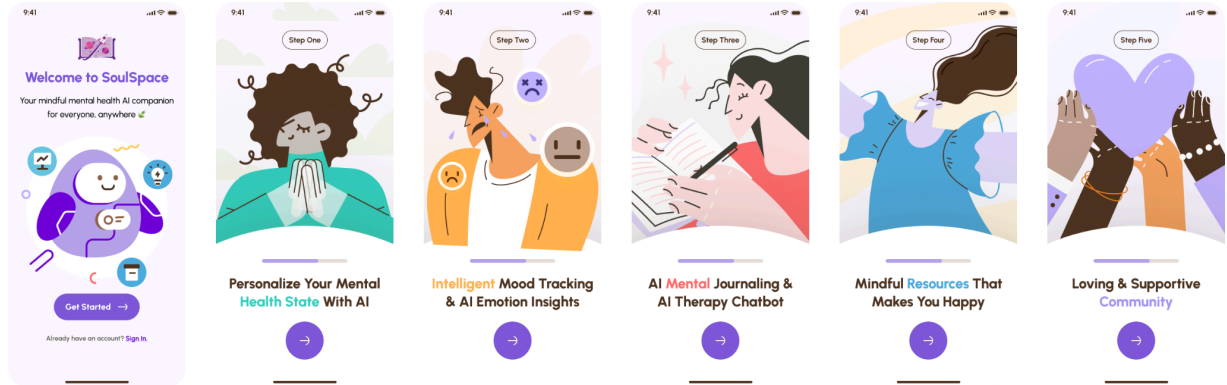 9:41
Welcome to SoulSpace
Your mindful mental health AI companion
for everyone, anywhere
Get Started
Already have an account? Sign In.
9:41
Step One
Personalize Your Mental
Health State With AI
9:41
Step Two
Intelligent Mood Tracking
& AI Emotion Insights
9:41
Step Three
AI Mental Journaling &
AI Therapy Chatbot
9:41
Step Four
Mindful Resources That
Makes You Happy
9:41
Step Five
Loving & Supportive
Community